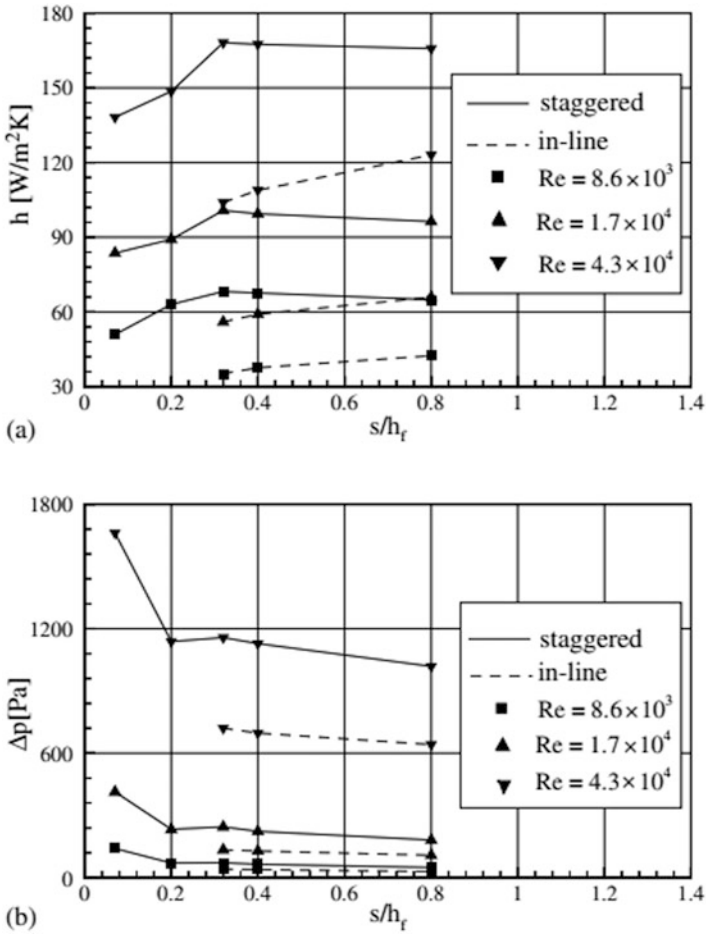 180
150
120
90
60
30
h [W/m²K]
0 0.2 0.4 0.6 0.8 1 1.2 1.4
s/h_f
(a)
staggered
in-line
Re = 8.6×10³
Re = 1.7×10⁴
Re = 4.3×10⁴
1800
1200
600
0
Δp[Pa]
0 0.2 0.4 0.6 0.8 1 1.2 1.4
s/h_f
(b)
staggered
in-line
Re = 8.6×10³
Re = 1.7×10⁴
Re = 4.3×10⁴